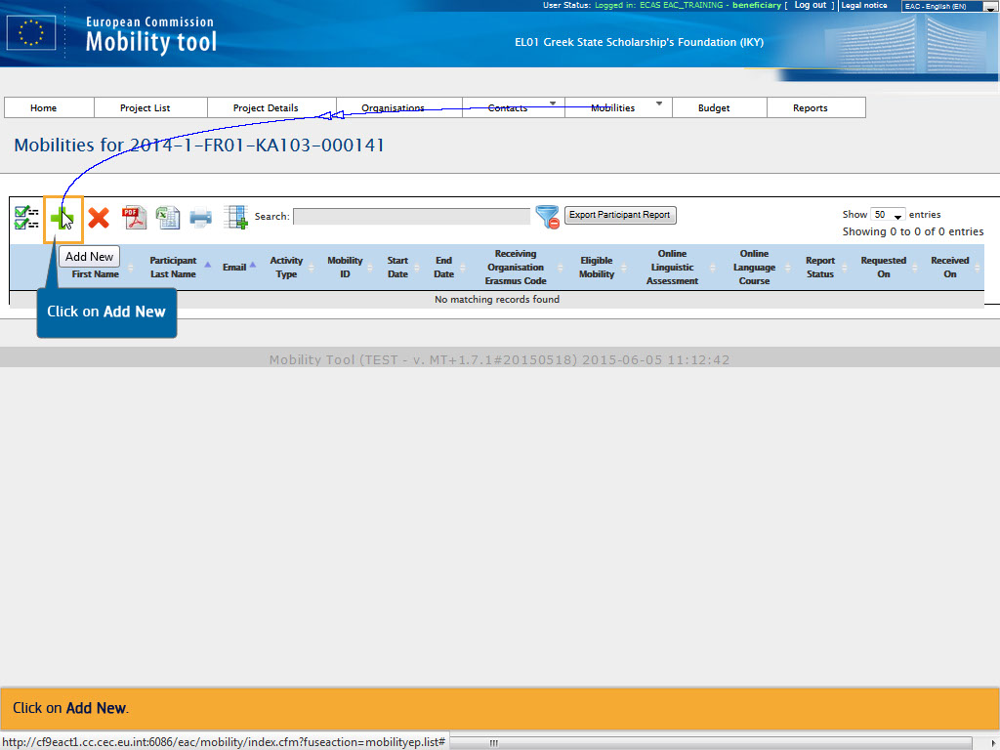 User Status: Logged in: ECAS EAC_TRAINING - beneficiary [ Log out ] Legal notice EAC - English (EN)
European Commission
Mobility tool
EL01 Greek State Scholarship's Foundation (IKY)
Home Project List Project Details Organisations Contacts Mobilities Budget Reports
Mobilities for 2014-1-FR01-KA103-000141
PDF Search: Export Participant Report Show 50 entries
Showing 0 to 0 of 0 entries
Add New
First Name
Participant
Last Name
Email
Activity
Type
Mobility
ID
Start
Date
End
Date
Receiving
Organisation
Erasmus Code
Eligible
Mobility
Online
Linguistic
Assessment
Online
Language
Course
Report
Status
Requested
On
Received
On
No matching records found
Click on Add New
Mobility Tool (TEST - v. MT+1.7.1#20150518) 2015-06-05 11:12:42
Click on Add New.
http://cf9eact1.cc.cec.eu.int:6086/eac/mobility/index.cfm?fuseaction=mobilityep.list#